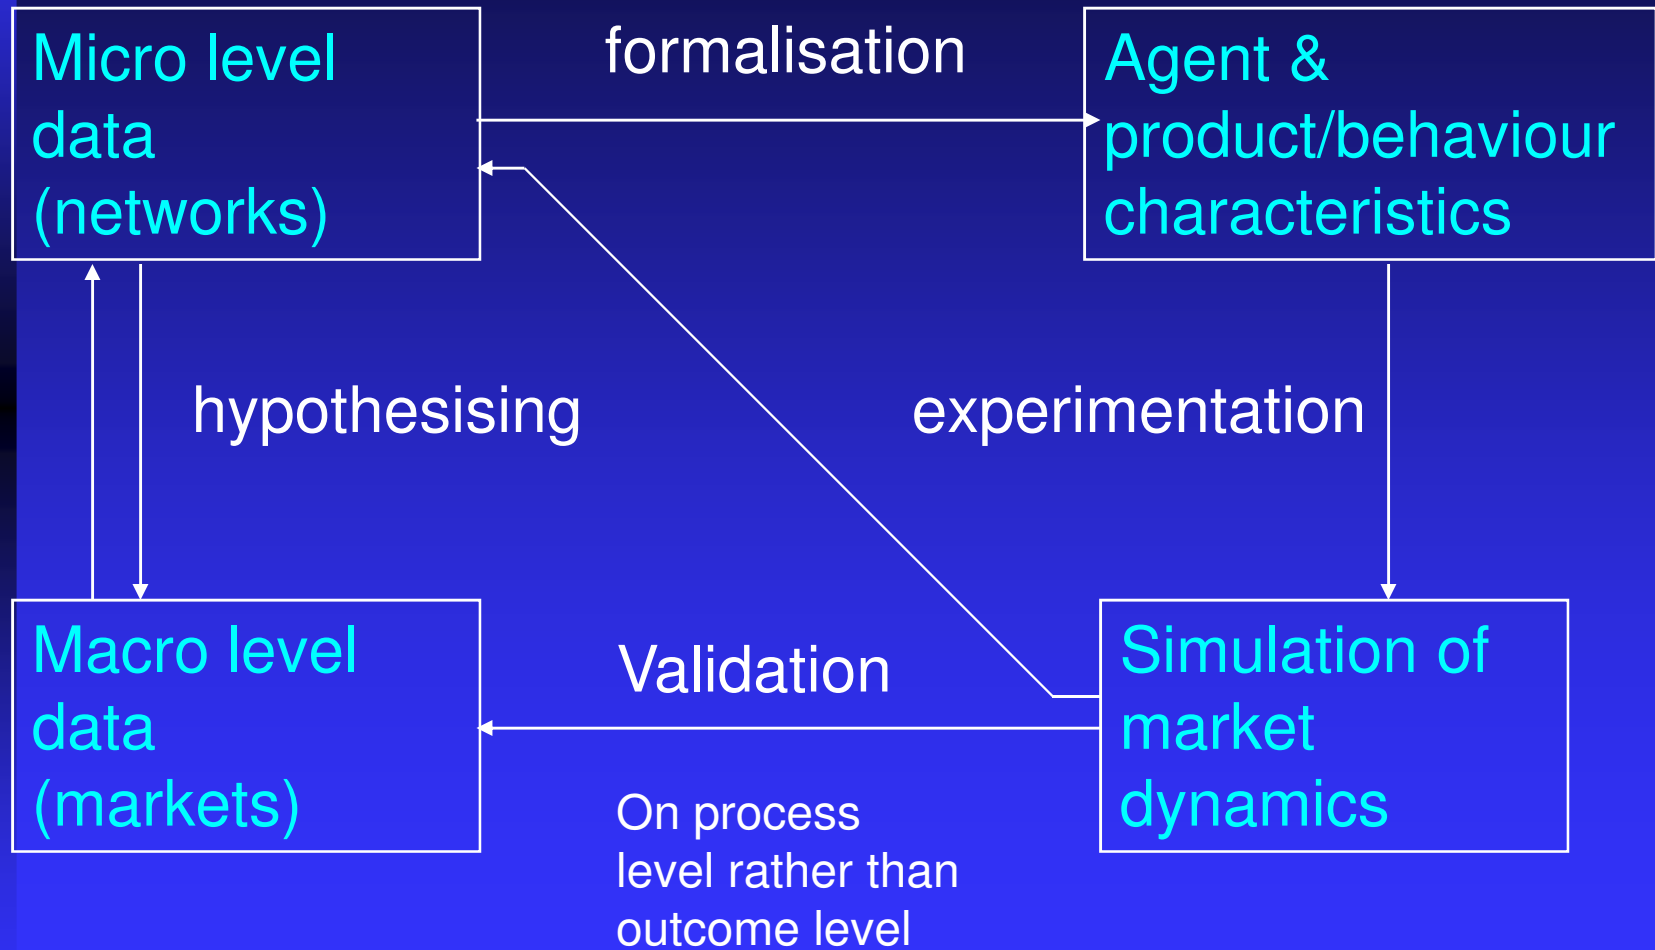 Micro level
data
(networks)
formalisation
Agent &
product/behaviour
characteristics
hypothesising
experimentation
Macro level
data
(markets)
Validation
On process
level rather than
outcome level
Simulation of
market
dynamics